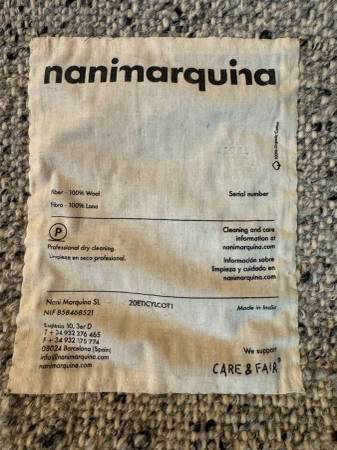 nanimarquina
100% Organic Cotton
Fiber - 100% Wool
Fibra - 100% Lana
Serial number
P
Professional dry cleaning.
Limpieza en seco profesional.
Cleaning and care
information at
nanimarquina.com
Información sobre
limpieza y cuidado en
nanimarquina.com
Nani Marquina SL
NIF B58468521
20ETICYLCOT1
Made in India
10, 3er D
T + 34 932 376 465
F + 34 932 175 774
08024 Barcelona (Spain)
info@nanimarquina.com
nanimarquina.com
We support
CARE & FAIR®